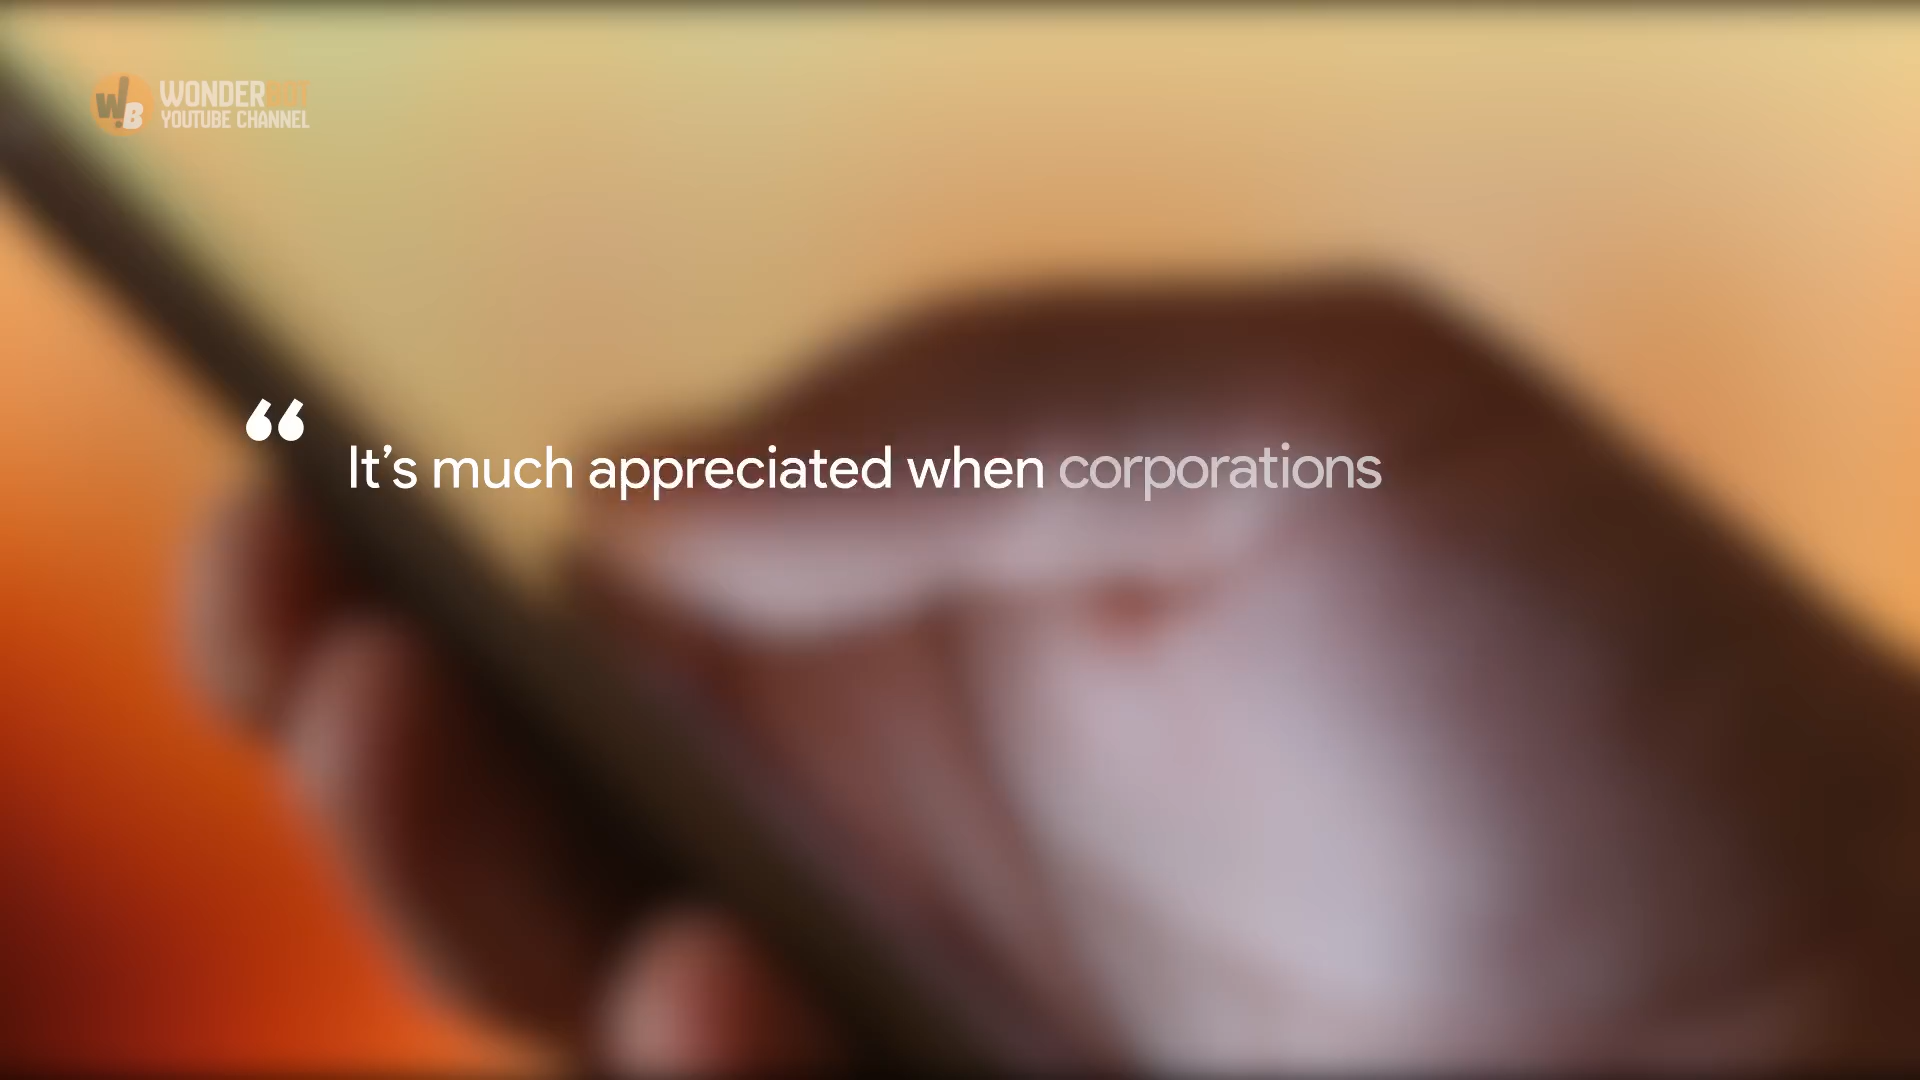 WONDERBOT
YOUTUBE CHANNEL
“ It’s much appreciated when corporations